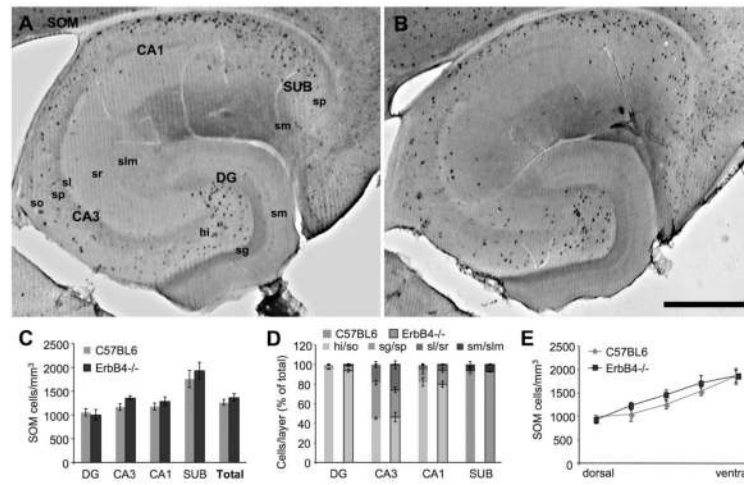 A
SOM
CA1
SUB
sp
sm
slm
sr
sl
sp
so
CA3
DG
sm
bi
sg
B
C
C57BL6
ErbB4-/-
SOM cells/mm³
2500
2000
1500
1000
500
0
DG CA3 CA1 SUB Total
D
C57BL6 ErbB4-/-
hi/so sg/sp sl/sr sm/slm
Cells/layer (% of total)
120
100
80
60
40
20
0
DG CA3 CA1 SUB
E
C57BL6
ErbB4-/-
SOM cells/mm³
2500
2000
1500
1000
500
0
dorsal ventra